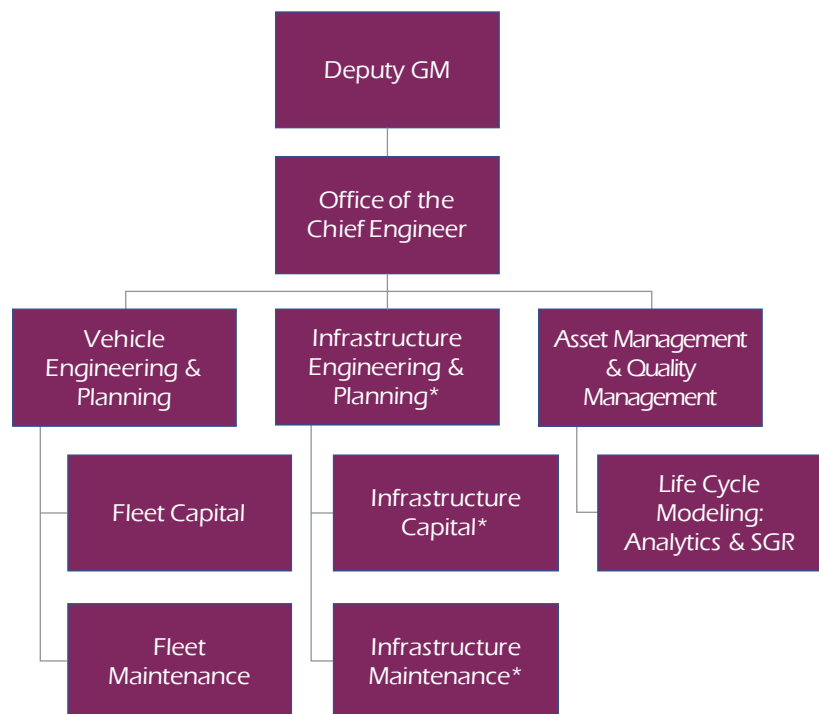 Deputy GM
Office of the
Chief Engineer
Vehicle
Engineering &
Planning
Infrastructure
Engineering &
Planning*
Asset Management
& Quality
Management
Fleet Capital
Infrastructure
Capital*
Life Cycle
Modeling:
Analytics & SGR
Fleet
Maintenance
Infrastructure
Maintenance*